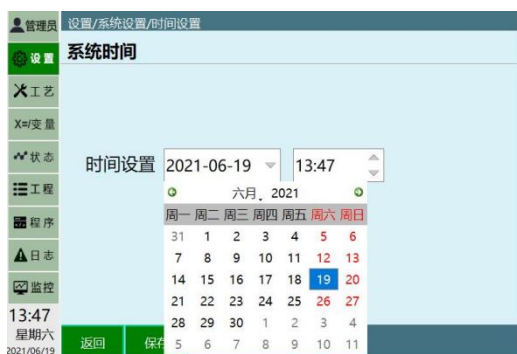 管理员
设置/系统设置/时间设置
设置
系统时间
工艺
X=/变量
状态
时间设置 2021-06-19 13:47
工程
六月, 2021
周一 周二 周三 周四 周五 周六 周日
程序
31 1 2 3 4 5 6
日志
7 8 9 10 11 12 13
14 15 16 17 18 19 20
监控
21 22 23 24 25 26 27
13:47
28 29 30 1 2 3 4
星期六
返回 保存
5 6 7 8 9 10 11
2021/06/19